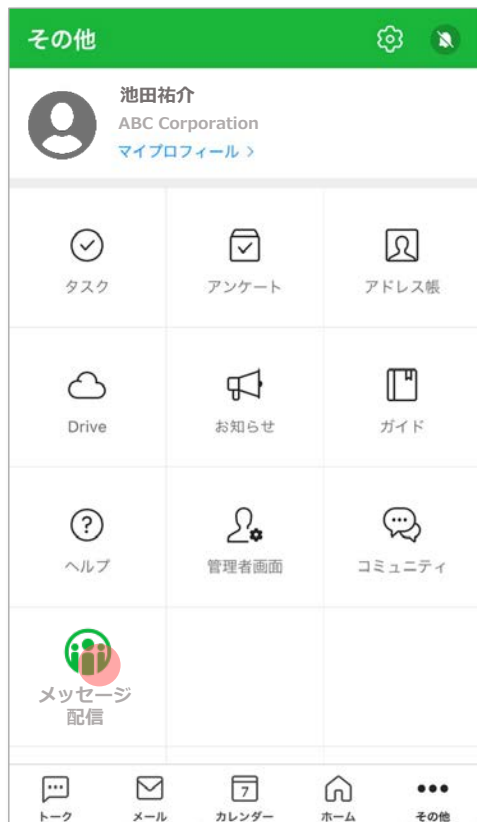 その他
池田祐介
ABC Corporation
マイプロフィール >
タスク
アンケート
アドレス帳
Drive
お知らせ
ガイド
ヘルプ
管理者画面
コミュニティ
メッセージ
配信
7
トーク
メール
カレンダー
ホーム
その他